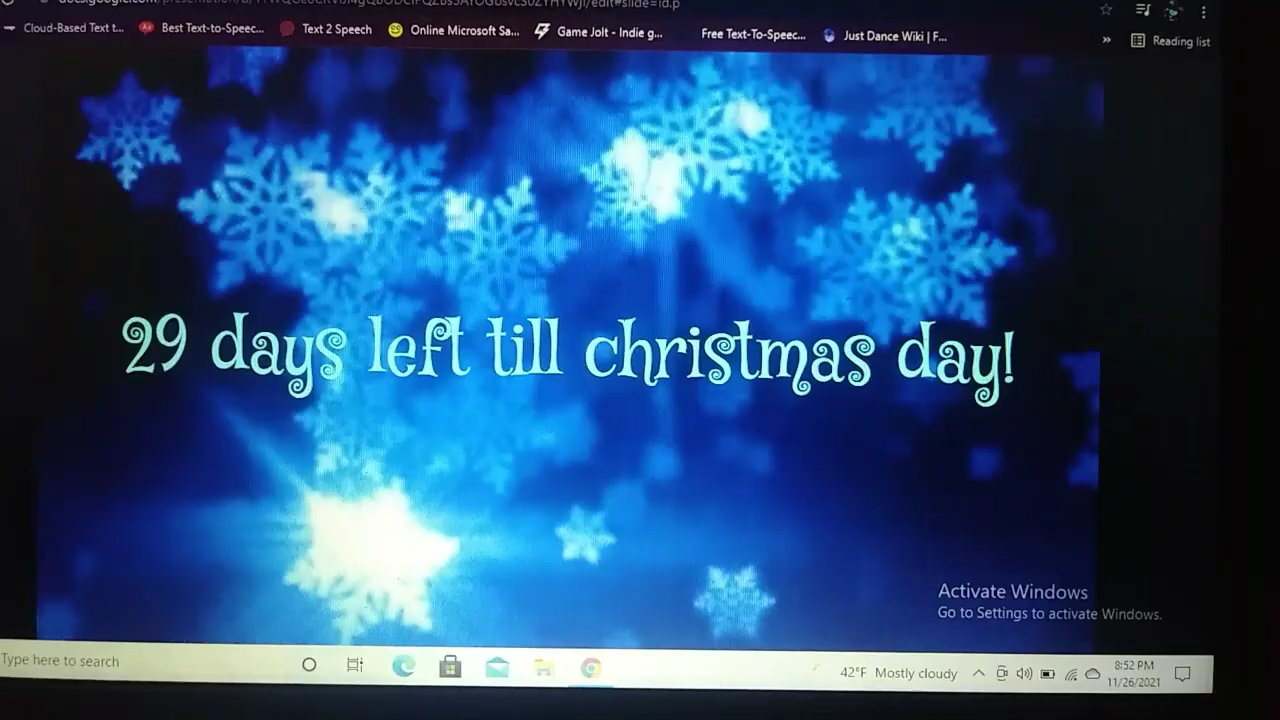 Cloud-Based Text t...
Best Text-to-Speec...
Text 2 Speech
Online Microsoft Sa...
Game Jolt - Indie g...
Free Text-To-Speec...
Just Dance Wiki | F...
»
Reading list
29 days left till christmas day!
Activate Windows
Go to Settings to activate Windows.
Type here to search
42°F Mostly cloudy
8:52 PM
11/26/2021